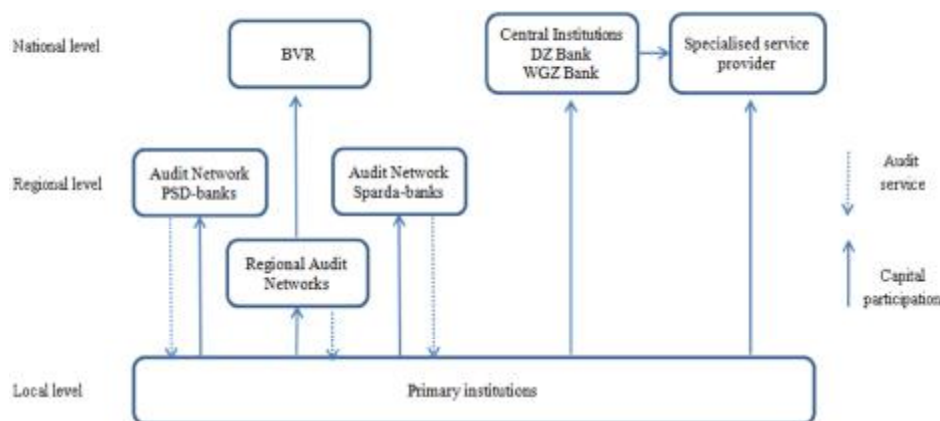 National level
BVR
Central Institutions
DZ Bank
WGZ Bank
Specialised service
provider
Regional level
Audit Network
PSD-banks
Audit Network
Sparda-banks
Audit
service
Regional Audit
Networks
Capital
participation
Local level
Primary institutions